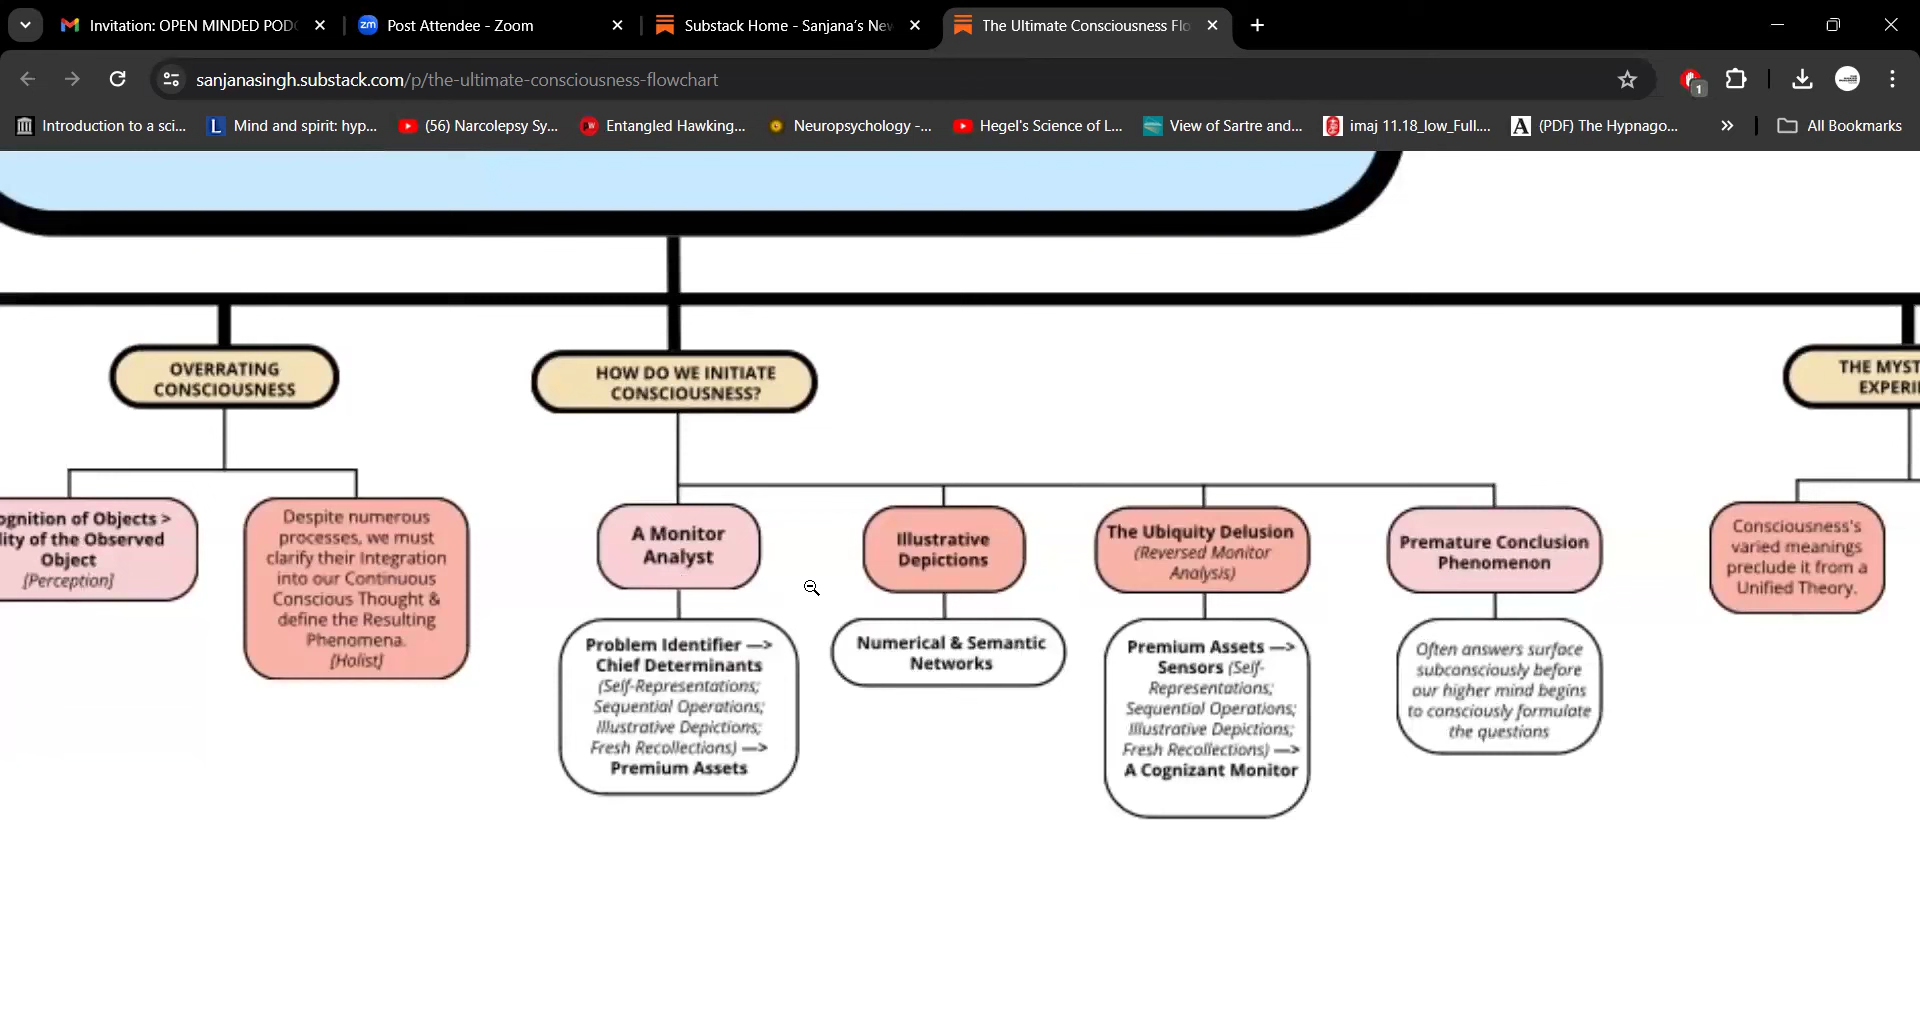 Invitation: OPEN MINDED POD
Post Attendee - Zoom
Substack Home - Sanjana's Ne
The Ultimate Consciousness Flo
sanjanasingh.substack.com/p/the-ultimate-consciousness-flowchart
1
Introduction to a sci...
Mind and spirit: hyp...
(56) Narcolepsy Sy...
Entangled Hawking...
Neuropsychology -...
Hegel's Science of L...
View of Sartre and...
imaj 11.18_low_Full....
(PDF) The Hypnago...
All Bookmarks
OVERRATING
CONSCIOUSNESS
ognition of Objects >
lity of the Observed
Object
[Perception]
Despite numerous
processes, we must
clarify their Integration
into our Continuous
Conscious Thought &
define the Resulting
Phenomena.
[Holist]
HOW DO WE INITIATE
CONSCIOUSNESS?
A Monitor
Analyst
Problem Identifier —>
Chief Determinants
(Self-Representations;
Sequential Operations;
Illustrative Depictions;
Fresh Recollections) —>
Premium Assets
Illustrative
Depictions
Numerical & Semantic
Networks
The Ubiquity Delusion
(Reversed Monitor
Analysis)
Premium Assets —>
Sensors (Self-
Representations;
Sequential Operations;
Illustrative Depictions;
Fresh Recollections) —>
A Cognizant Monitor
Premature Conclusion
Phenomenon
Often answers surface
subconsciously before
our higher mind begins
to consciously formulate
the questions
THE MYST
EXPERI
Consciousness's
varied meanings
preclude it from a
Unified Theory.